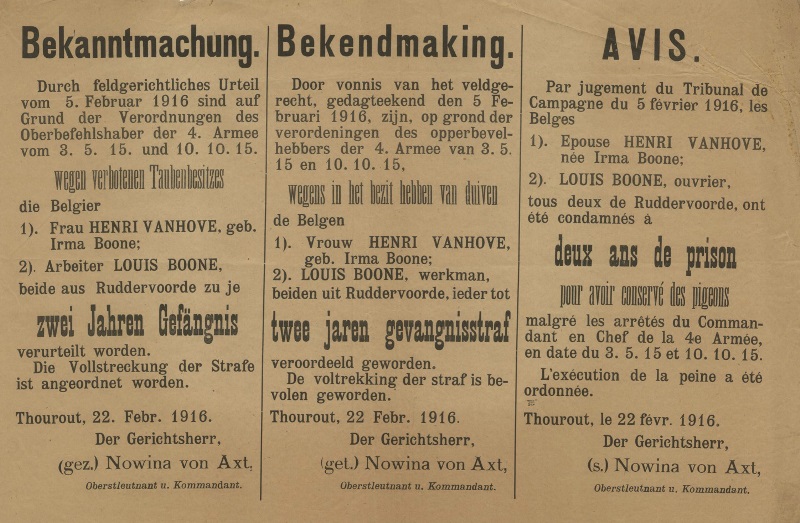 Bekanntmachung.
Durch feldgerichtliches Urteil
vom 5. Februar 1916 sind auf
Grund der Verordnungen des
Oberbefehlshaber der 4. Armee
vom 3. 5. 15. und 10. 10. 15.
wegen verbotenen Taubenbesitzes
die Belgier
1). Frau HENRI VANHOVE, geb.
Irma Boone;
2). Arbeiter LOUIS BOONE,
beide aus Ruddervoorde zu je
zwei Jahren Gefängnis
verurteilt worden.
Die Vollstreckung der Strafe
ist angeordnet worden.
Thourout, 22. Febr. 1916.
Der Gerichtsherr,
(gez.) Nowina von Axt,
Oberstleutnant u. Kommandant.
Bekendmaking.
Door vonnis van het veldge-
recht, gedagteekend den 5 Fe-
bruari 1916, zijn, op grond der
verordeningen des opperbevel-
hebbers der 4. Armee van 3. 5.
15 en 10. 10. 15,
wegens in het bezit hebben van duiven
de Belgen
1). Vrouw HENRI VANHOVE,
geb. Irma Boone;
2). LOUIS BOONE, werkman,
beiden uit Ruddervoorde, ieder tot
twee jaren gevangnisstraf
veroordeeld geworden.
De voltrekking der straf is be-
volen geworden.
Thourout, 22 Febr. 1916.
Der Gerichtsherr,
(get.) Nowina von Axt,
Oberstleutnant u. Kommandant.
AVIS.
Par jugement du Tribunal de
Campagne du 5 février 1916, les
Belges
1). Epouse HENRI VANHOVE,
née Irma Boone;
2). LOUIS BOONE, ouvrier,
tous deux de Ruddervoorde, ont
été condamnés à
deux ans de prison
pour avoir conservé des pigeons
malgré les arrêtés du Comman-
dant en Chef de la 4e Armée,
en date du 3. 5. 15 et 10. 10. 15.
L'exécution de la peine a été
ordonnée.
Thourout, le 22 févr. 1916.
Der Gerichtsherr,
(s.) Nowina von Axt,
Oberstleutnant u. Kommandant.